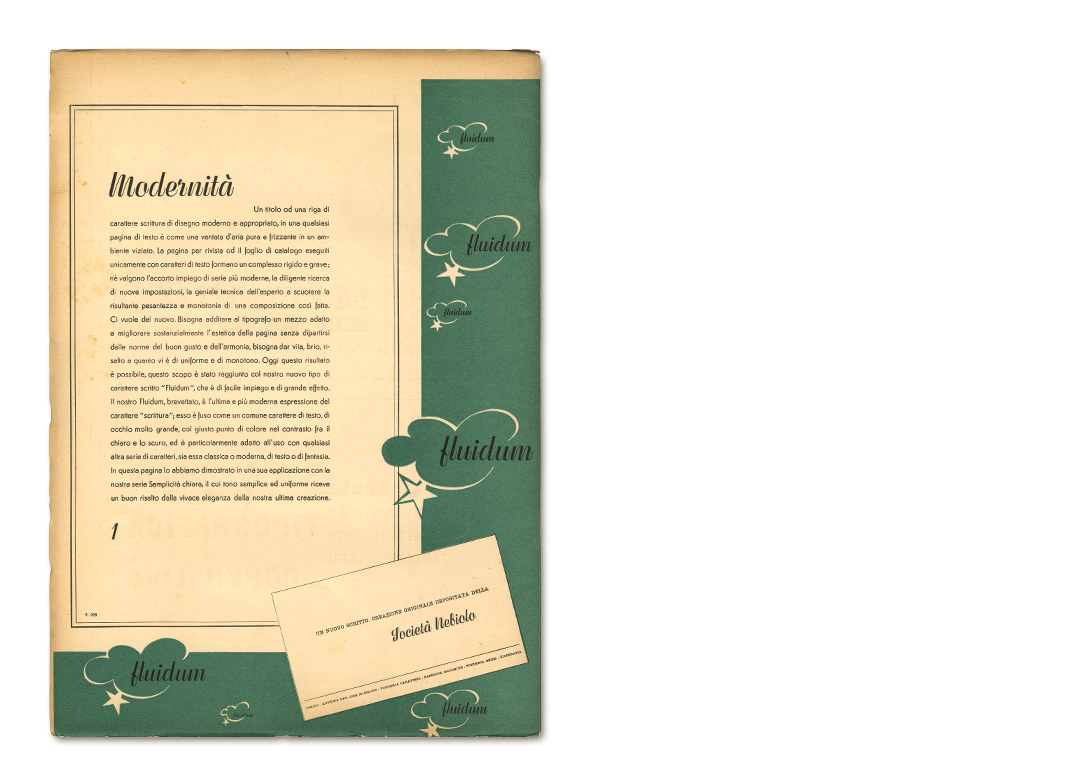 fluidum
Modernità
Un titolo od una riga di
carattere scrittura di disegno moderno e appropriato, in una qualsiasi
pagina di testo è come una ventata d'aria pura e frizzante in un am-
biente viziato. La pagina per rivista od il foglio di catalogo eseguiti
unicamente con caratteri di testo formano un complesso rigido e grave;
nè valgono l'accorto impiego di serie più moderne, la diligente ricerca
di nuove impostazioni, la geniale tecnica dell'esperto a scuotere la
risultante pesantezza e monotonia di una composizione così fatta.
Ci vuole del nuovo. Bisogna additare al tipografo un mezzo adatto
a migliorare sostanzialmente l'estetica della pagina senza dipartirsi
dalle norme del buon gusto e dell'armonia, bisogna dar vita, brio, ri-
salto a quanto vi è di uniforme e di monotono. Oggi questo risultato
è possibile, questo scopo è stato raggiunto col nostro nuovo tipo di
carattere scritto "Fluidum", che è di facile impiego e di grande effetto.
Il nostro Fluidum, brevettato, è l'ultima e più moderna espressione del
carattere "scrittura"; esso è fuso come un comune carattere di testo, di
occhio molto grande, col giusto punto di colore nel contrasto fra il
chiaro e lo scuro, ed è particolarmente adatto all'uso con qualsiasi
altra serie di caratteri, sia essa classica o moderna, di testo o di fantasia.
In questa pagina lo abbiamo dimostrato in una sua applicazione con la
nostra serie Semplicità chiara, il cui tono semplice ed uniforme riceve
un buon risalto dalla vivace eleganza della nostra ultima creazione.
1
fluidum
fluidum
fluidum
UN NUOVO SCRITTO, CREAZIONE ORIGINALE DEPOSITATA DELLA
Società Nebiolo
fluidum
fluidum
fluidum